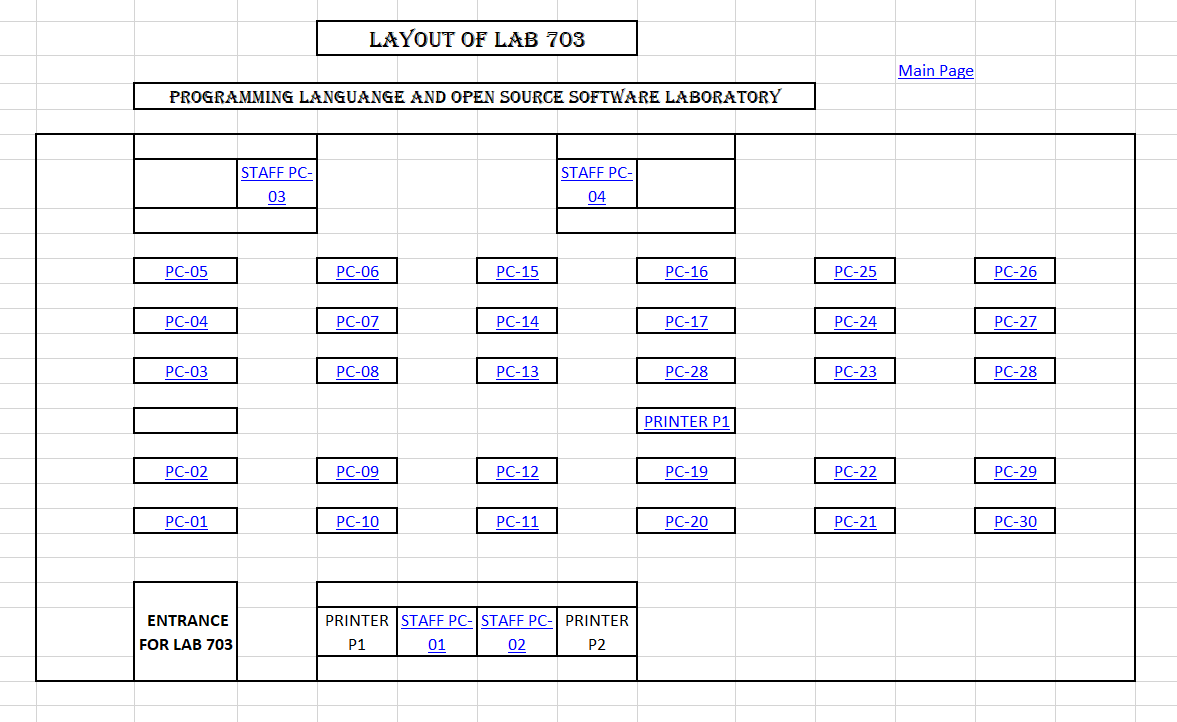 LAYOUT OF LAB 703
Main Page
PROGRAMMING LANGUANGE AND OPEN SOURCE SOFTWARE LABORATORY
STAFF PC-
03
STAFF PC-
04
PC-05 PC-06 PC-15 PC-16 PC-25 PC-26
PC-04 PC-07 PC-14 PC-17 PC-24 PC-27
PC-03 PC-08 PC-13 PC-28 PC-23 PC-28
PRINTER P1
PC-02 PC-09 PC-12 PC-19 PC-22 PC-29
PC-01 PC-10 PC-11 PC-20 PC-21 PC-30
ENTRANCE
FOR LAB 703
PRINTER
P1
STAFF PC-
01
STAFF PC-
02
PRINTER
P2